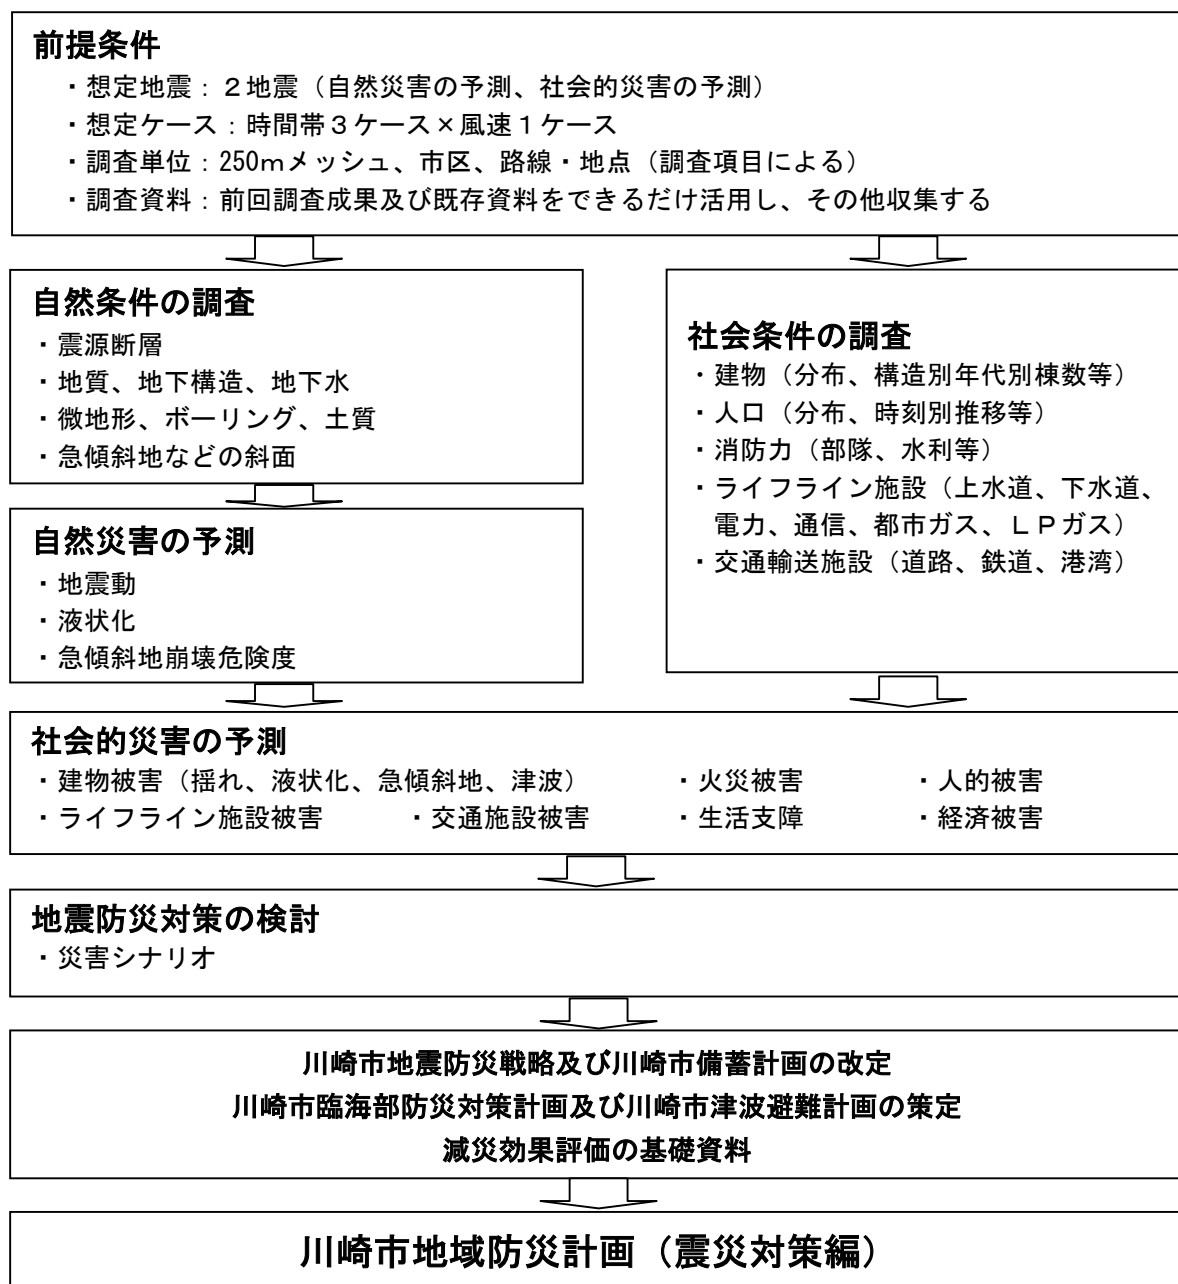 前提条件
・想定地震：２地震（自然災害の予測、社会的災害の予測）
・想定ケース：時間帯３ケース×風速１ケース
・調査単位：250ｍメッシュ、市区、路線・地点（調査項目による）
・調査資料：前回調査成果及び既存資料をできるだけ活用し、その他収集する
自然条件の調査
・震源断層
・地質、地下構造、地下水
・微地形、ボーリング、土質
・急傾斜地などの斜面
自然災害の予測
・地震動
・液状化
・急傾斜地崩壊危険度
社会条件の調査
・建物（分布、構造別年代別棟数等）
・人口（分布、時刻別推移等）
・消防力（部隊、水利等）
・ライフライン施設（上水道、下水道、
電力、通信、都市ガス、ＬＰガス）
・交通輸送施設（道路、鉄道、港湾）
社会的災害の予測
・建物被害（揺れ、液状化、急傾斜地、津波） ・火災被害 ・人的被害
・ライフライン施設被害 ・交通施設被害 ・生活支障 ・経済被害
地震防災対策の検討
・災害シナリオ
川崎市地震防災戦略及び川崎市備蓄計画の改定
川崎市臨海部防災対策計画及び川崎市津波避難計画の策定
減災効果評価の基礎資料
川崎市地域防災計画（震災対策編）